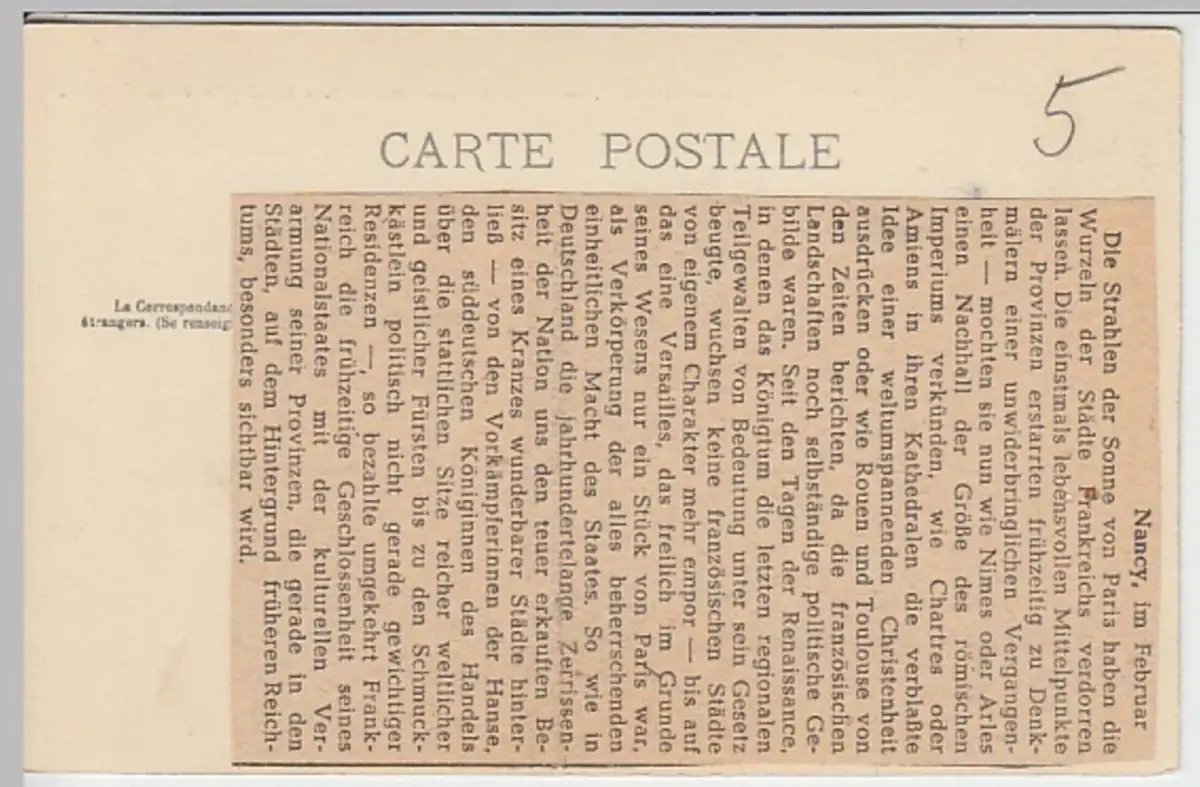 5
CARTE POSTALE
La Correspondanc
étrangers. (Se renseig
Nancy, im Februar
Die Strahlen der Sonne von Paris haben die
Wurzeln der Städte Frankreichs verdorren
lassen. Die einstmals lebensvollen Mittelpunkte
der Provinzen erstarrten frühzeitig zu Denk-
mälern einer unwiderbringlichen Vergangen-
heit — mochten sie nun wie Nimes oder Arles
einen Nachhall der Größe des römischen
Imperiums verkünden, wie Chartres oder
Amiens in ihren Kathedralen die verblaßte
Idee einer weltumspannenden Christenheit
ausdrücken oder wie Rouen und Toulouse von
den Zeiten berichten, da die französischen
Landschaften noch selbständige politische Ge-
bilde waren. Seit den Tagen der Renaissance,
in denen das Königtum die letzten regionalen
Teilgewalten von Bedeutung unter sein Gesetz
beugte, wuchsen keine französischen Städte
von eigenem Charakter mehr empor — bis auf
das eine Versailles, das freilich im Grunde
seines Wesens nur ein Stück von Paris war,
als Verkörperung der alles beherrschenden
einheitlichen Macht des Staates. So wie in
Deutschland die jahrhundertelange Zerrissen-
heit der Nation uns den teuer erkauften Be-
sitz eines Kranzes wunderbarer Städte hinter-
ließ — von den Vorkämpferinnen der Hanse,
den süddeutschen Königinnen des Handels
über die stattlichen Sitze reicher weltlicher
und geistlicher Fürsten bis zu den Schmuck-
kästlein politisch nicht gerade gewichtiger
Residenzen — so bezahlte umgekehrt Frank-
reich die frühzeitige Geschlossenheit seines
Nationalstaates mit der kulturellen Ver-
armung seiner Provinzen, die gerade in den
Städten, auf dem Hintergrund früheren Reich-
tums, besonders sichtbar wird.